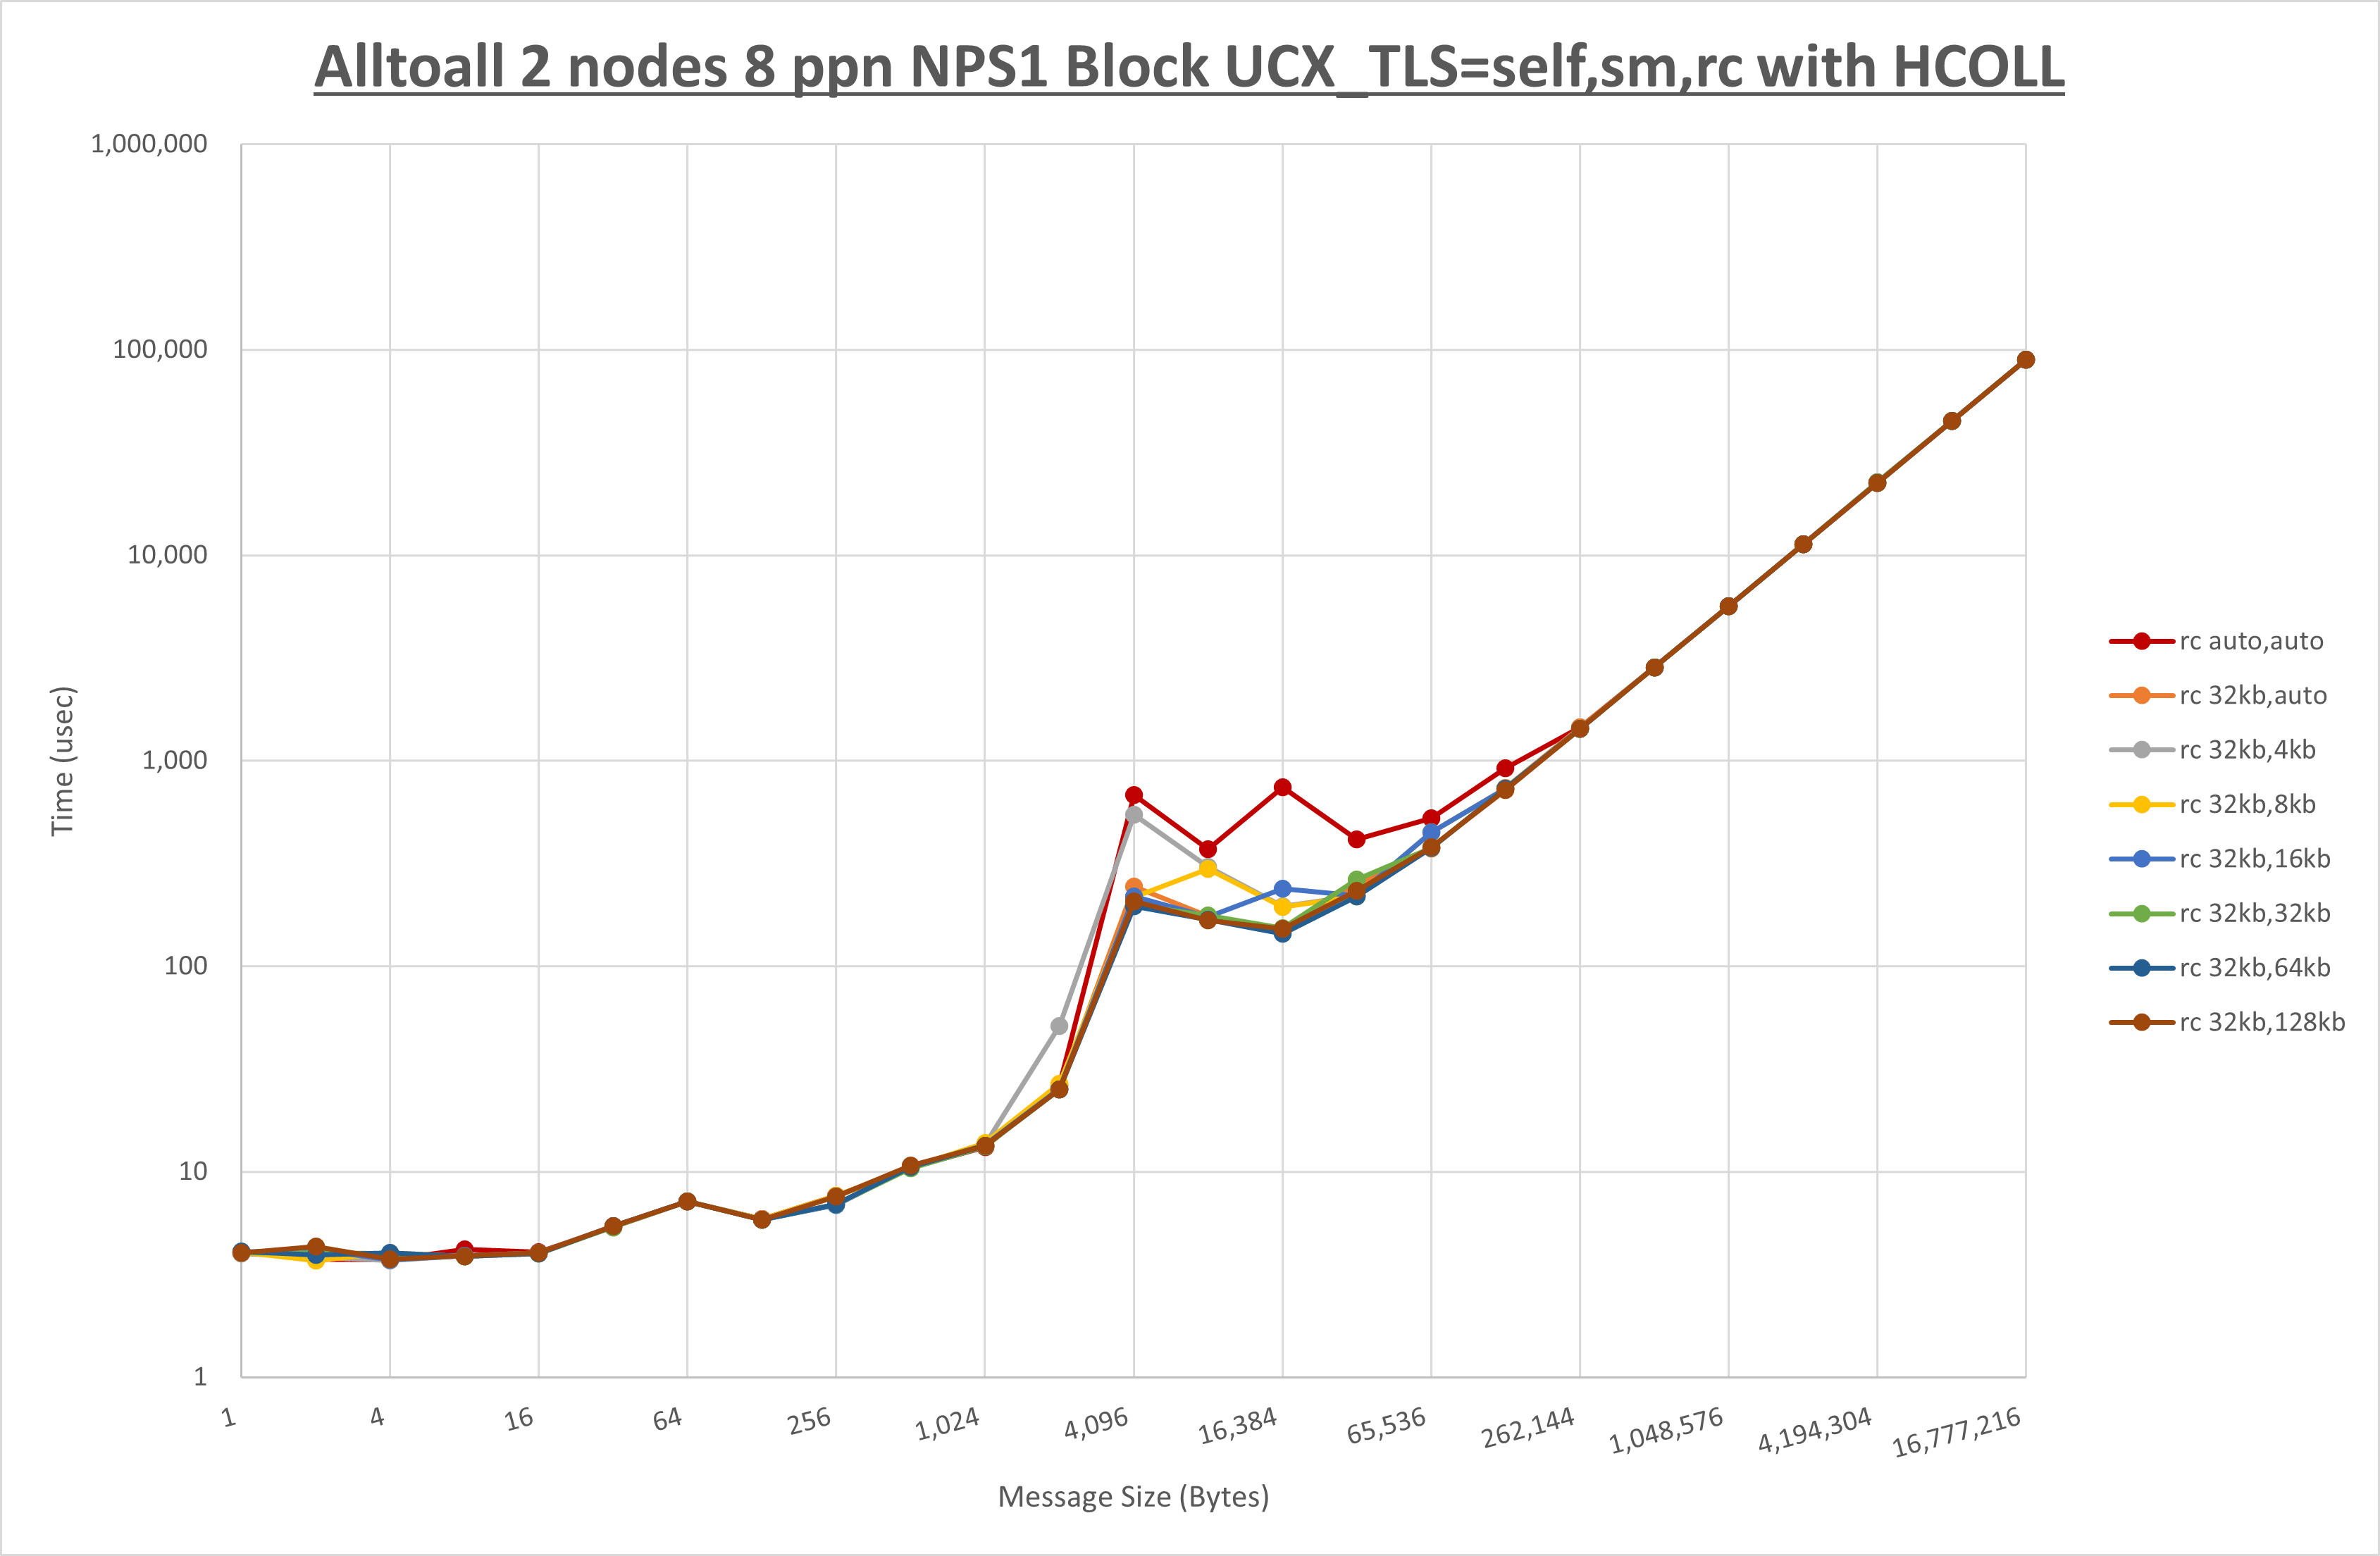 Alltoall 2 nodes 8 ppn NPS1 Block UCX_TLS=self,sm,rc with HCOLL
1,000,000
100,000
10,000
1,000
100
10
1
Time (usec)
1 4 16 64 256 1,024 4,096 16,384 65,536 262,144 1,048,576 4,194,304 16,777,216
Message Size (Bytes)
rc auto,auto
rc 32kb,auto
rc 32kb,4kb
rc 32kb,8kb
rc 32kb,16kb
rc 32kb,32kb
rc 32kb,64kb
rc 32kb,128kb